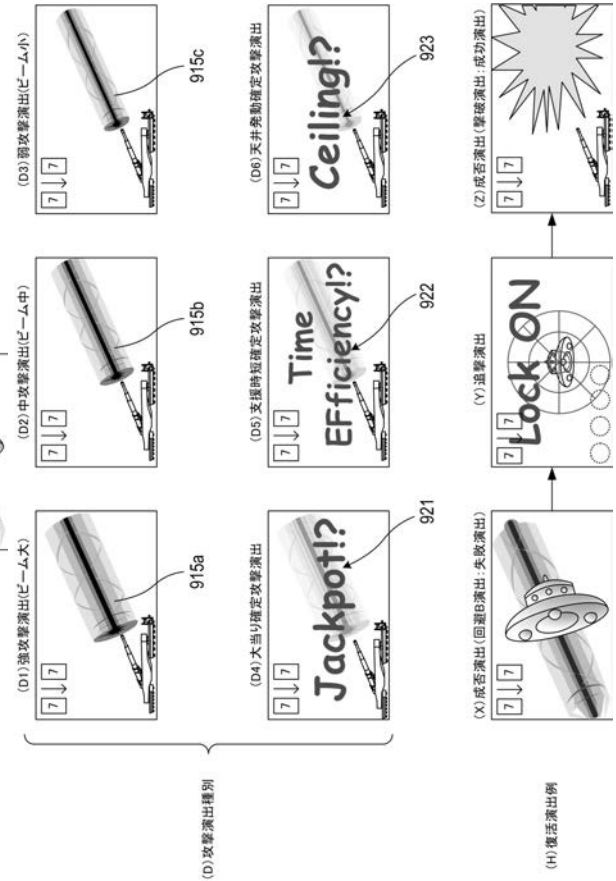 (D)攻撃演出種別
(D1)強攻撃演出(ビーム大)
7 ↓ 7
915a
(D2)中攻撃演出(ビーム中)
7 ↓ 7
915b
(D3)弱攻撃演出(ビーム小)
7 ↓ 7
915c
(D4)大当り確定攻撃演出
7 ↓ 7
Jackpot!?
921
(D5)支援時短確定攻撃演出
7 ↓ 7
Time
EFficiency!?
922
(D6)天井発動確定攻撃演出
7 ↓ 7
Ceiling!?
923
(H)復活演出例
(X)成否演出(回避B演出:失敗演出)
7 ↓ 7
(Y)追撃演出
7 ↓ 7
Lock ON
(Z)成否演出(撃破演出:成功演出)
7 ↓ 7